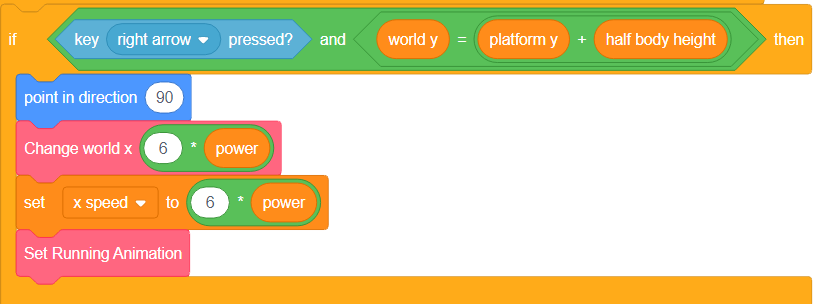 if key right arrow pressed? and world y = platform y + half body height then
point in direction 90
Change world x 6 * power
set x speed to 6 * power
Set Running Animation